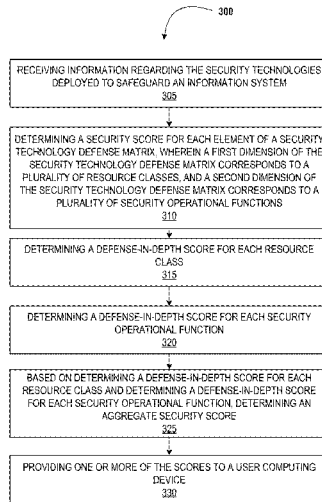 300
RECEIVING INFORMATION REGARDING THE SECURITY TECHNOLOGIES
DEPLOYED TO SAFEGUARD AN INFORMATION SYSTEM
305
DETERMINING A SECURITY SCORE FOR EACH ELEMENT OF A SECURITY
TECHNOLOGY DEFENSE MATRIX, WHEREIN A FIRST DIMENSION OF THE
SECURITY TECHNOLOGY DEFENSE MATRIX CORRESPONDS TO A
PLURALITY OF RESOURCE CLASSES, AND A SECOND DIMENSION OF
THE SECURITY TECHNOLOGY DEFENSE MATRIX CORRESPONDS TO A
PLURALITY OF SECURITY OPERATIONAL FUNCTIONS
310
DETERMINING A DEFENSE-IN-DEPTH SCORE FOR EACH RESOURCE
CLASS
315
DETERMINING A DEFENSE-IN-DEPTH SCORE FOR EACH SECURITY
OPERATIONAL FUNCTION
320
BASED ON DETERMINING A DEFENSE-IN-DEPTH SCORE FOR EACH
RESOURCE CLASS AND DETERMINING A DEFENSE-IN-DEPTH SCORE
FOR EACH SECURITY OPERATIONAL FUNCTION, DETERMINING AN
AGGREGATE SECURITY SCORE
325
PROVIDING ONE OR MORE OF THE SCORES TO A USER COMPUTING
DEVICE
330